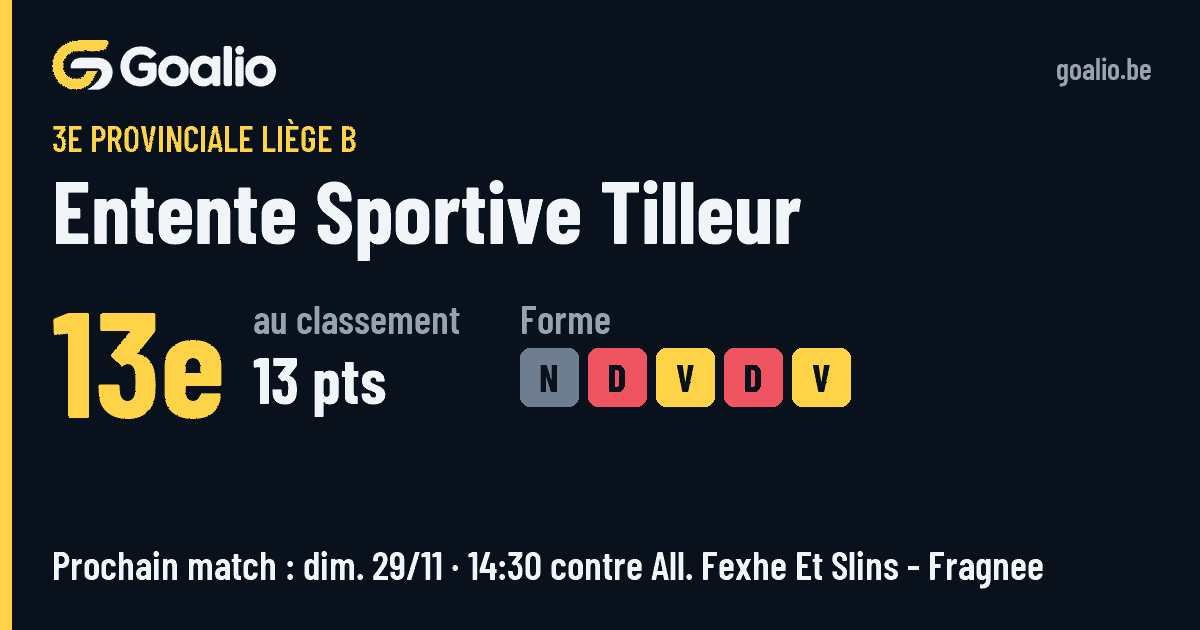 Goalio
goalio.be
3E PROVINCIALE LIÈGE B
Entente Sportive Tilleur
13e
au classement
13 pts
Forme
N D V D V
Prochain match : dim. 29/11 · 14:30 contre All. Fexhe Et Slins - Fragnee